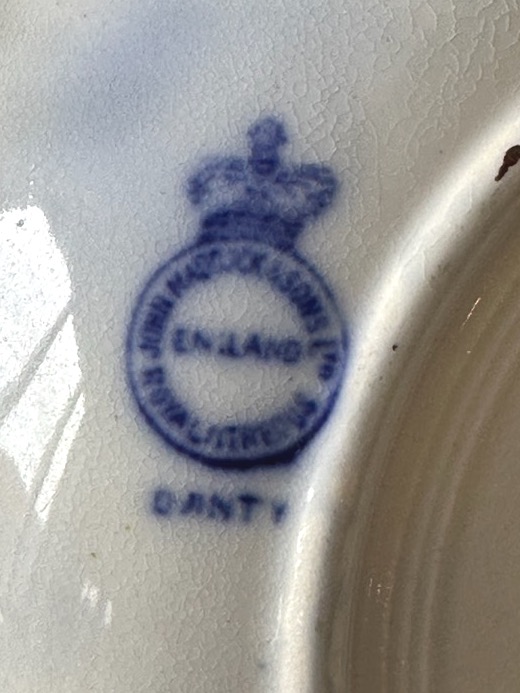 JOHN MADDOCK & SONS LTD
ENGLAND
ROYAL VITREOUS
DANTY